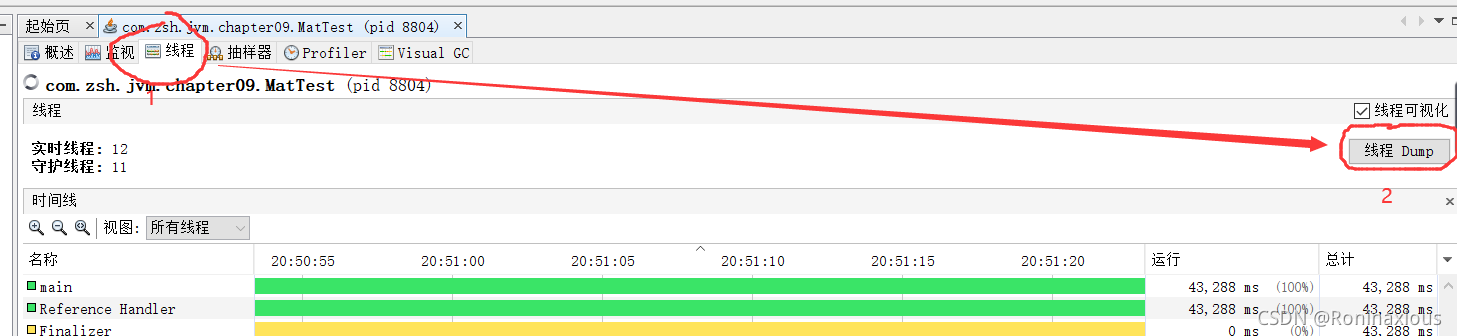 起始页 × com.zsh.jvm.chapter09.MatTest (pid 8804) ×
概述 监视 线程 抽样器 Profiler Visual GC
com.zsh.jvm.chapter09.MatTest (pid 8804)
1
线程 线程可视化
实时线程: 12
守护线程: 11
线程 Dump
2
时间线 ×
视图: 所有线程
名称 20:50:55 20:51:00 20:51:05 20:51:10 20:51:15 20:51:20 运行 总计
main 43,288 ms (100%) 43,288 ms
Reference Handler 43,288 ms (100%) 43,288 ms
Finalizer 0 ms (0%) 43,288 ms
CSDN @Roninaxious